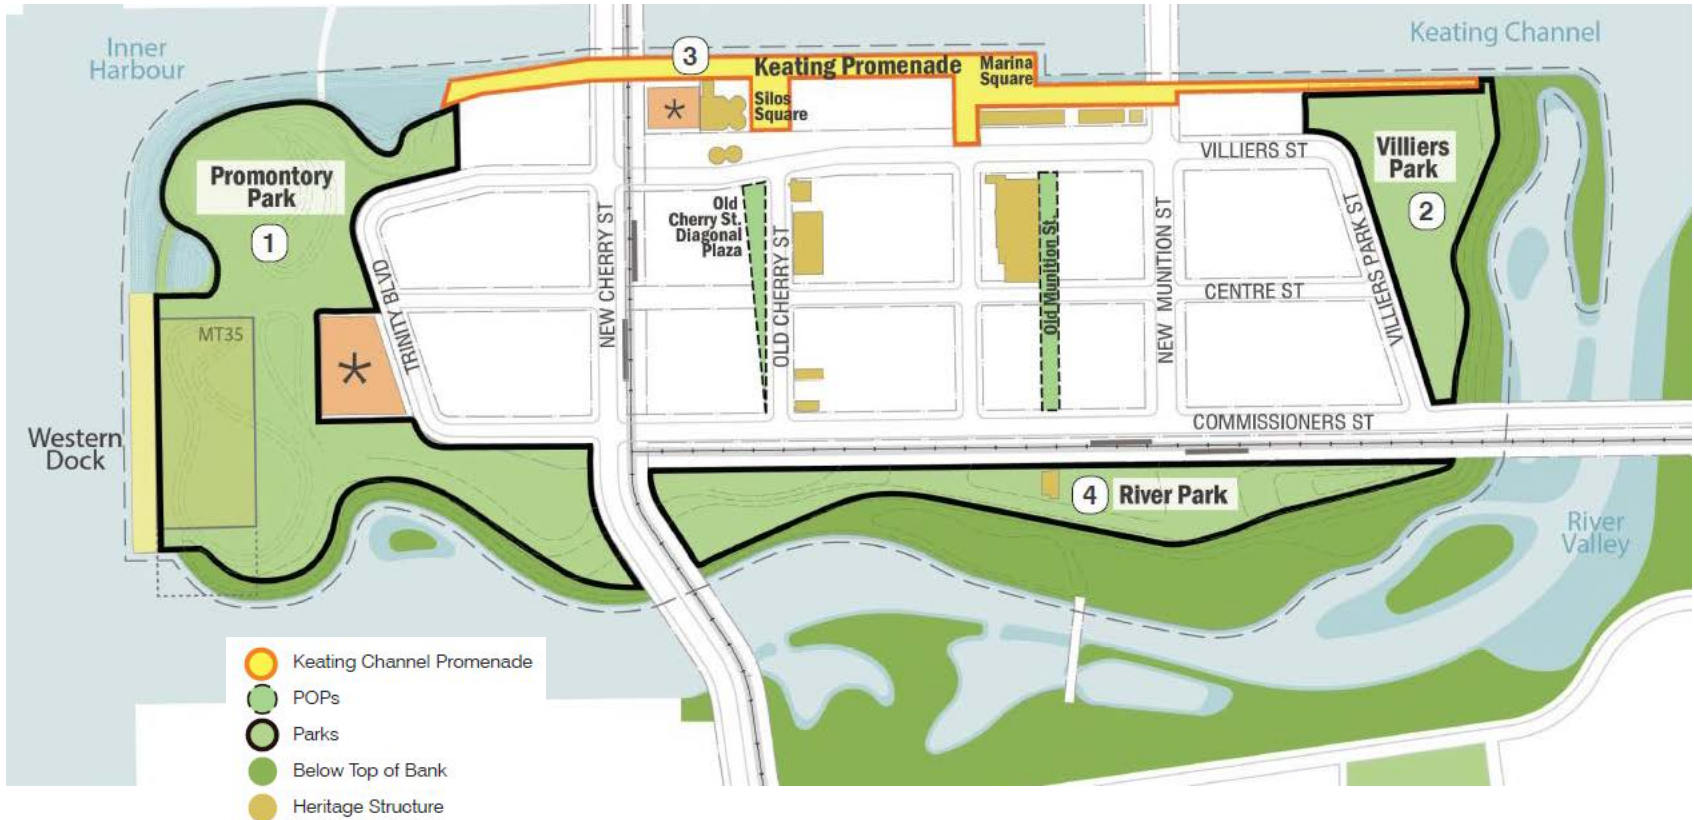 Inner
Harbour
3
Keating Promenade
Marina
Square
Keating Channel
*
Silos
Square
Promontory
Park
1
VILLIERS ST
Villiers
Park
2
Old
Cherry St.
Diagonal
Plaza
TRINITY BLVD
NEW CHERRY ST
OLD CHERRY ST
Old Munition St.
NEW MUNITION ST
CENTRE ST
VILLIERS PARK ST
MT35
*
COMMISSIONERS ST
Western
Dock
4
River Park
River
Valley
Keating Channel Promenade
POPs
Parks
Below Top of Bank
Heritage Structure